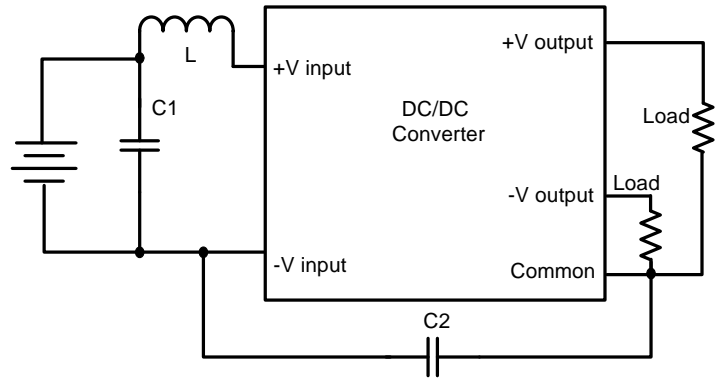 L
+V input
+V output
C1
DC/DC
Converter
Load
Load
-V output
-V input
Common
C2